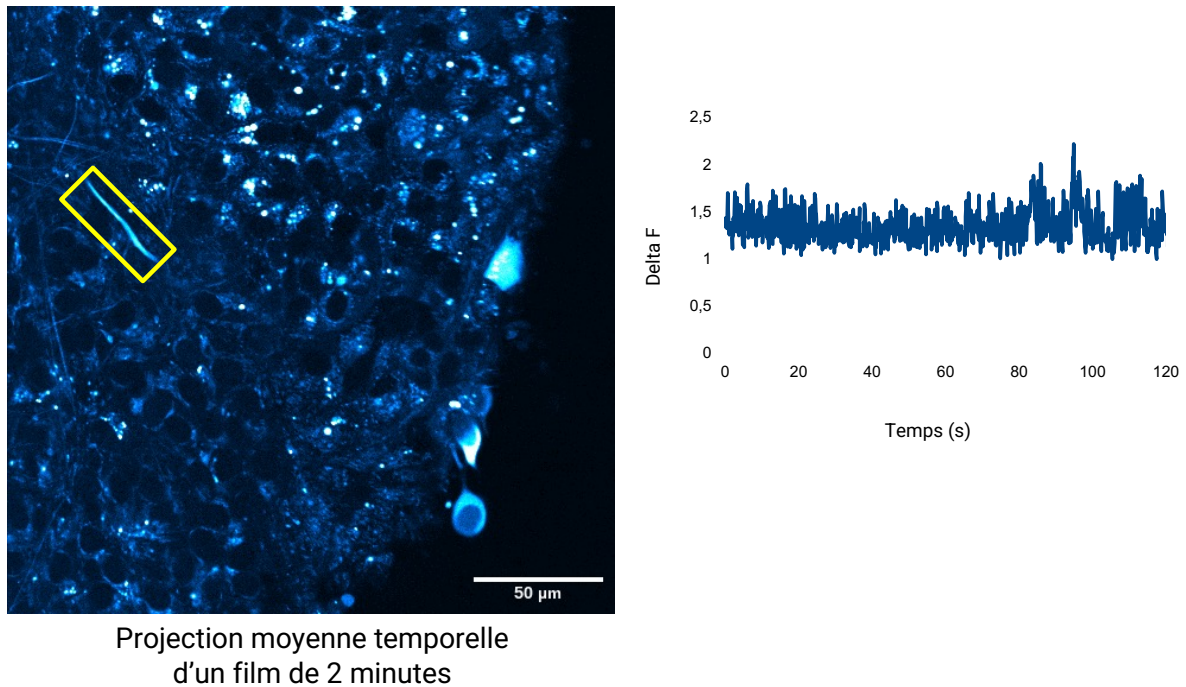 50 µm
Projection moyenne temporelle
d’un film de 2 minutes
2,5
2
1,5
1
0,5
0
Delta F
0 20 40 60 80 100 120
Temps (s)